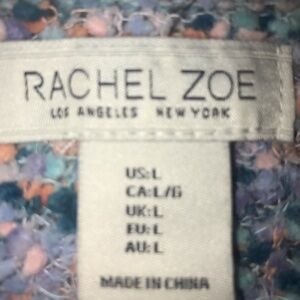 RACHEL ZOE
LOS ANGELES NEW YORK
US:L
CA:L/G
UK:L
EU:L
AU:L
MADE IN CHINA